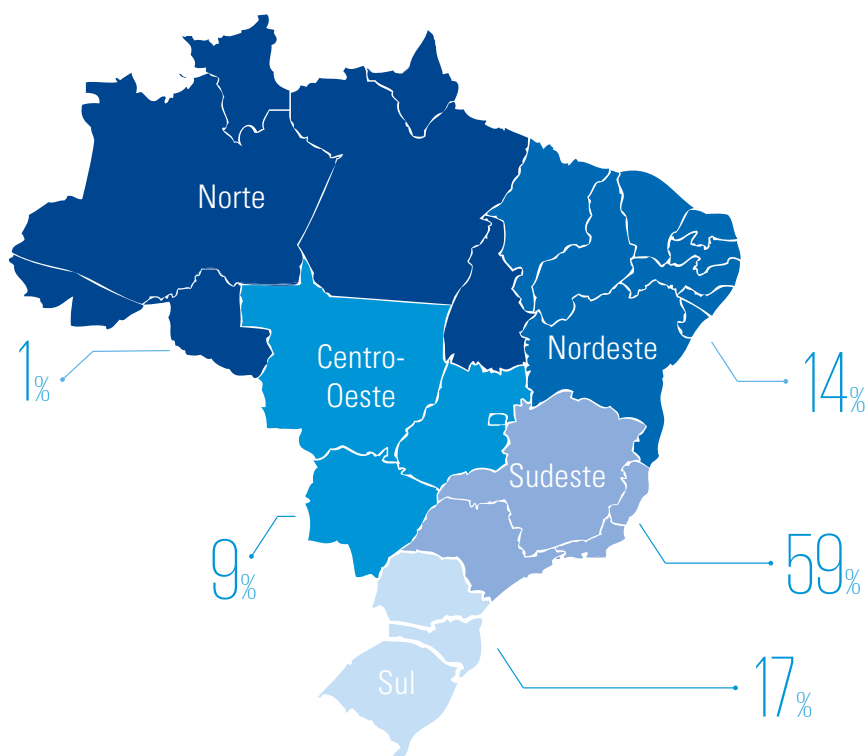 Norte
Nordeste
Centro-
Oeste
1%
14%
Sudeste
9%
59%
Sul
17%